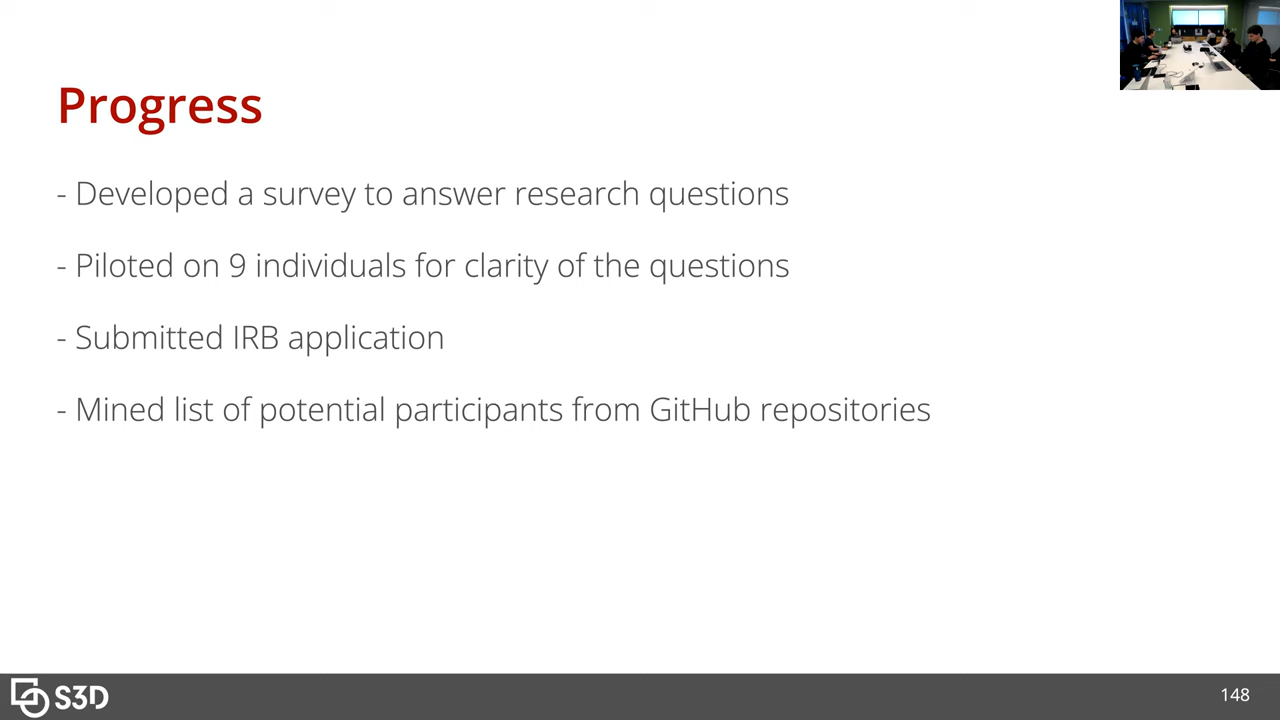 Progress
- Developed a survey to answer research questions
- Piloted on 9 individuals for clarity of the questions
- Submitted IRB application
- Mined list of potential participants from GitHub repositories
S3D
148